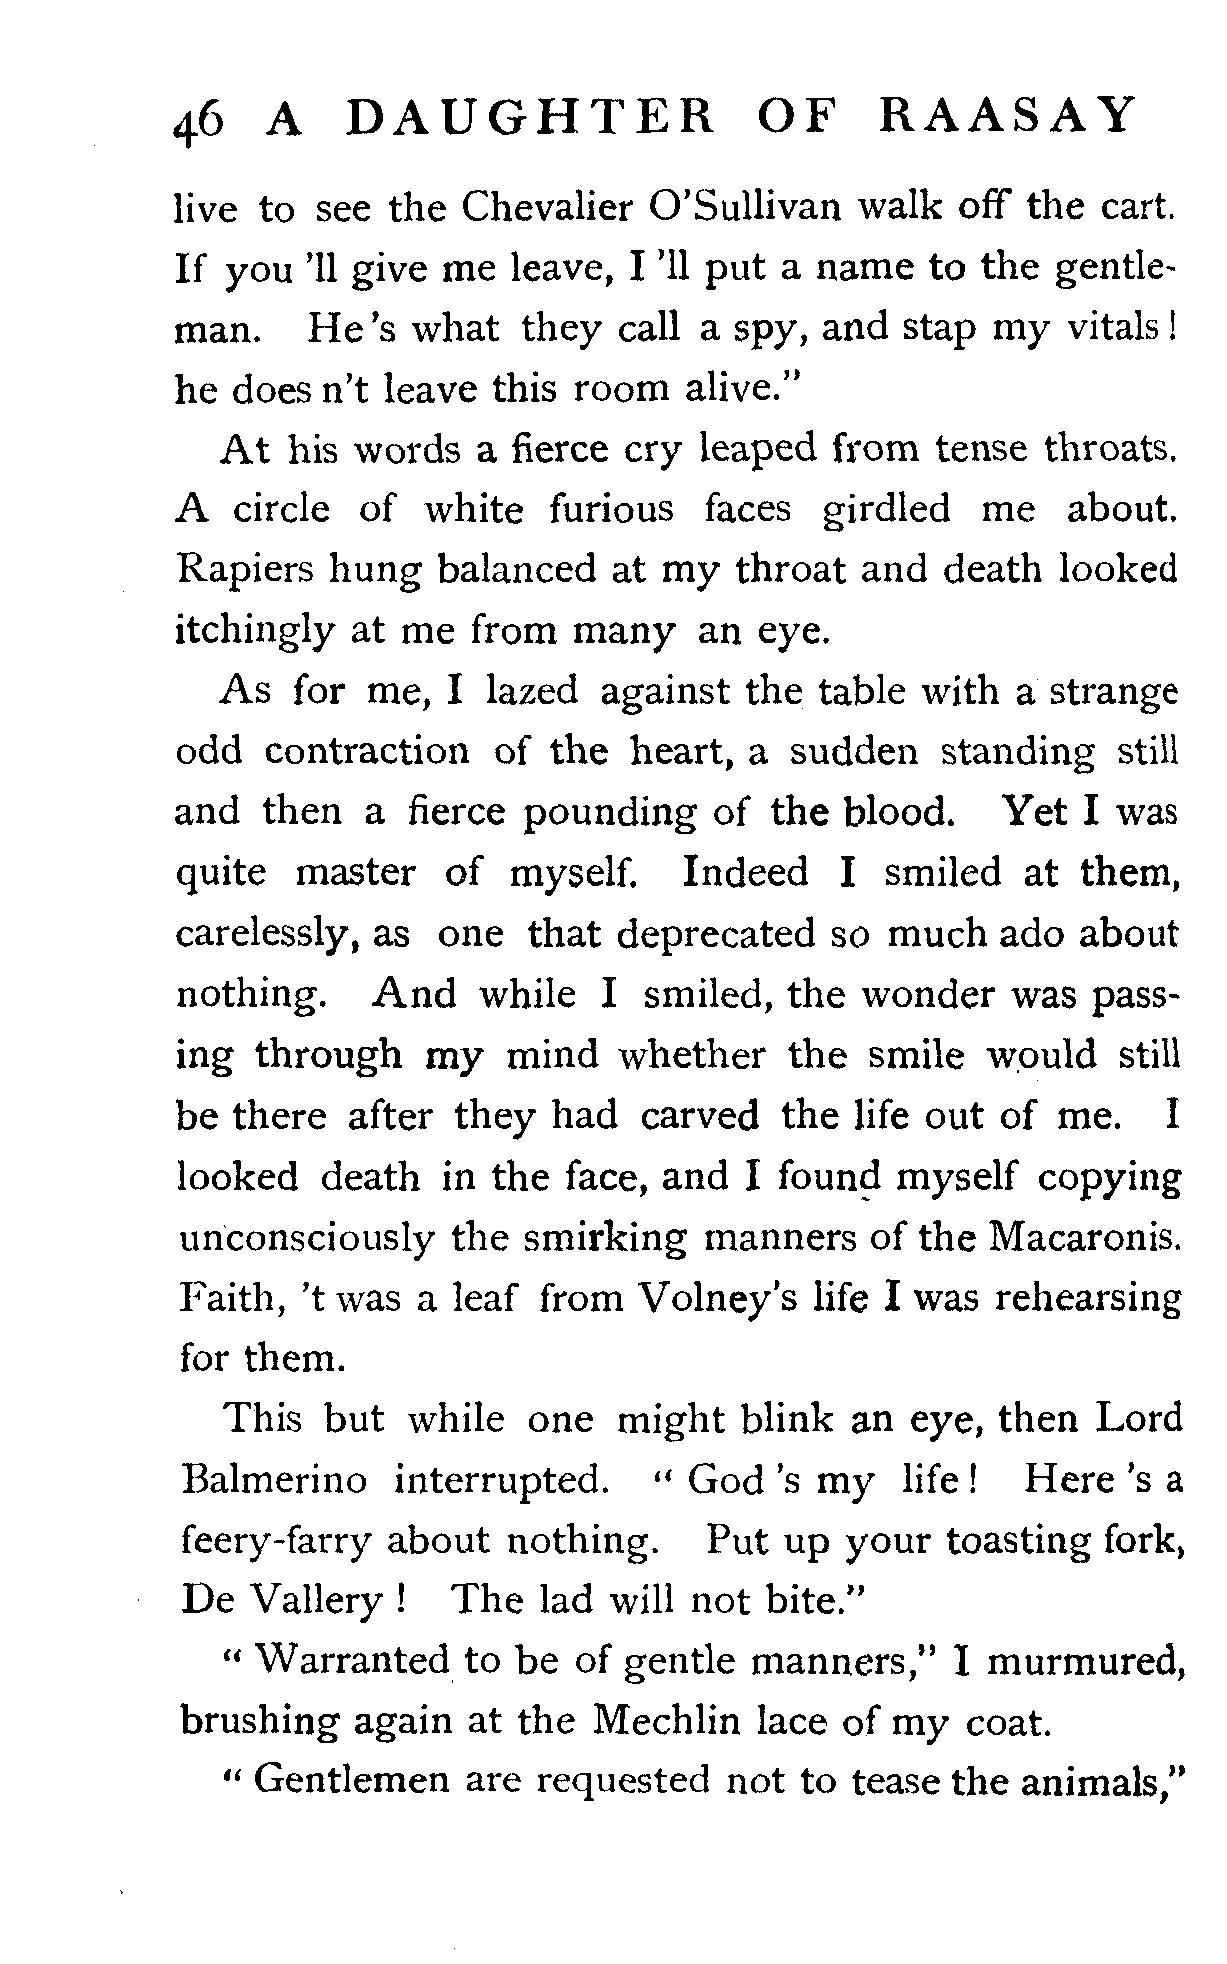 46 A DAUGHTER OF RAASAY
live to see the Chevalier O'Sullivan walk off the cart.
If you 'll give me leave, I 'll put a name to the gentle-
man. He 's what they call a spy, and stap my vitals!
he does n't leave this room alive."
At his words a fierce cry leaped from tense throats.
A circle of white furious faces girdled me about.
Rapiers hung balanced at my throat and death looked
itchingly at me from many an eye.
As for me, I lazed against the table with a strange
odd contraction of the heart, a sudden standing still
and then a fierce pounding of the blood. Yet I was
quite master of myself. Indeed I smiled at them,
carelessly, as one that deprecated so much ado about
nothing. And while I smiled, the wonder was pass-
ing through my mind whether the smile would still
be there after they had carved the life out of me. I
looked death in the face, and I found myself copying
unconsciously the smirking manners of the Macaronis.
Faith, 't was a leaf from Volney's life I was rehearsing
for them.
This but while one might blink an eye, then Lord
Balmerino interrupted. "God 's my life! Here 's a
feery-farry about nothing. Put up your toasting fork,
De Vallery! The lad will not bite."
"Warranted to be of gentle manners," I murmured,
brushing again at the Mechlin lace of my coat.
"Gentlemen are requested not to tease the animals,"